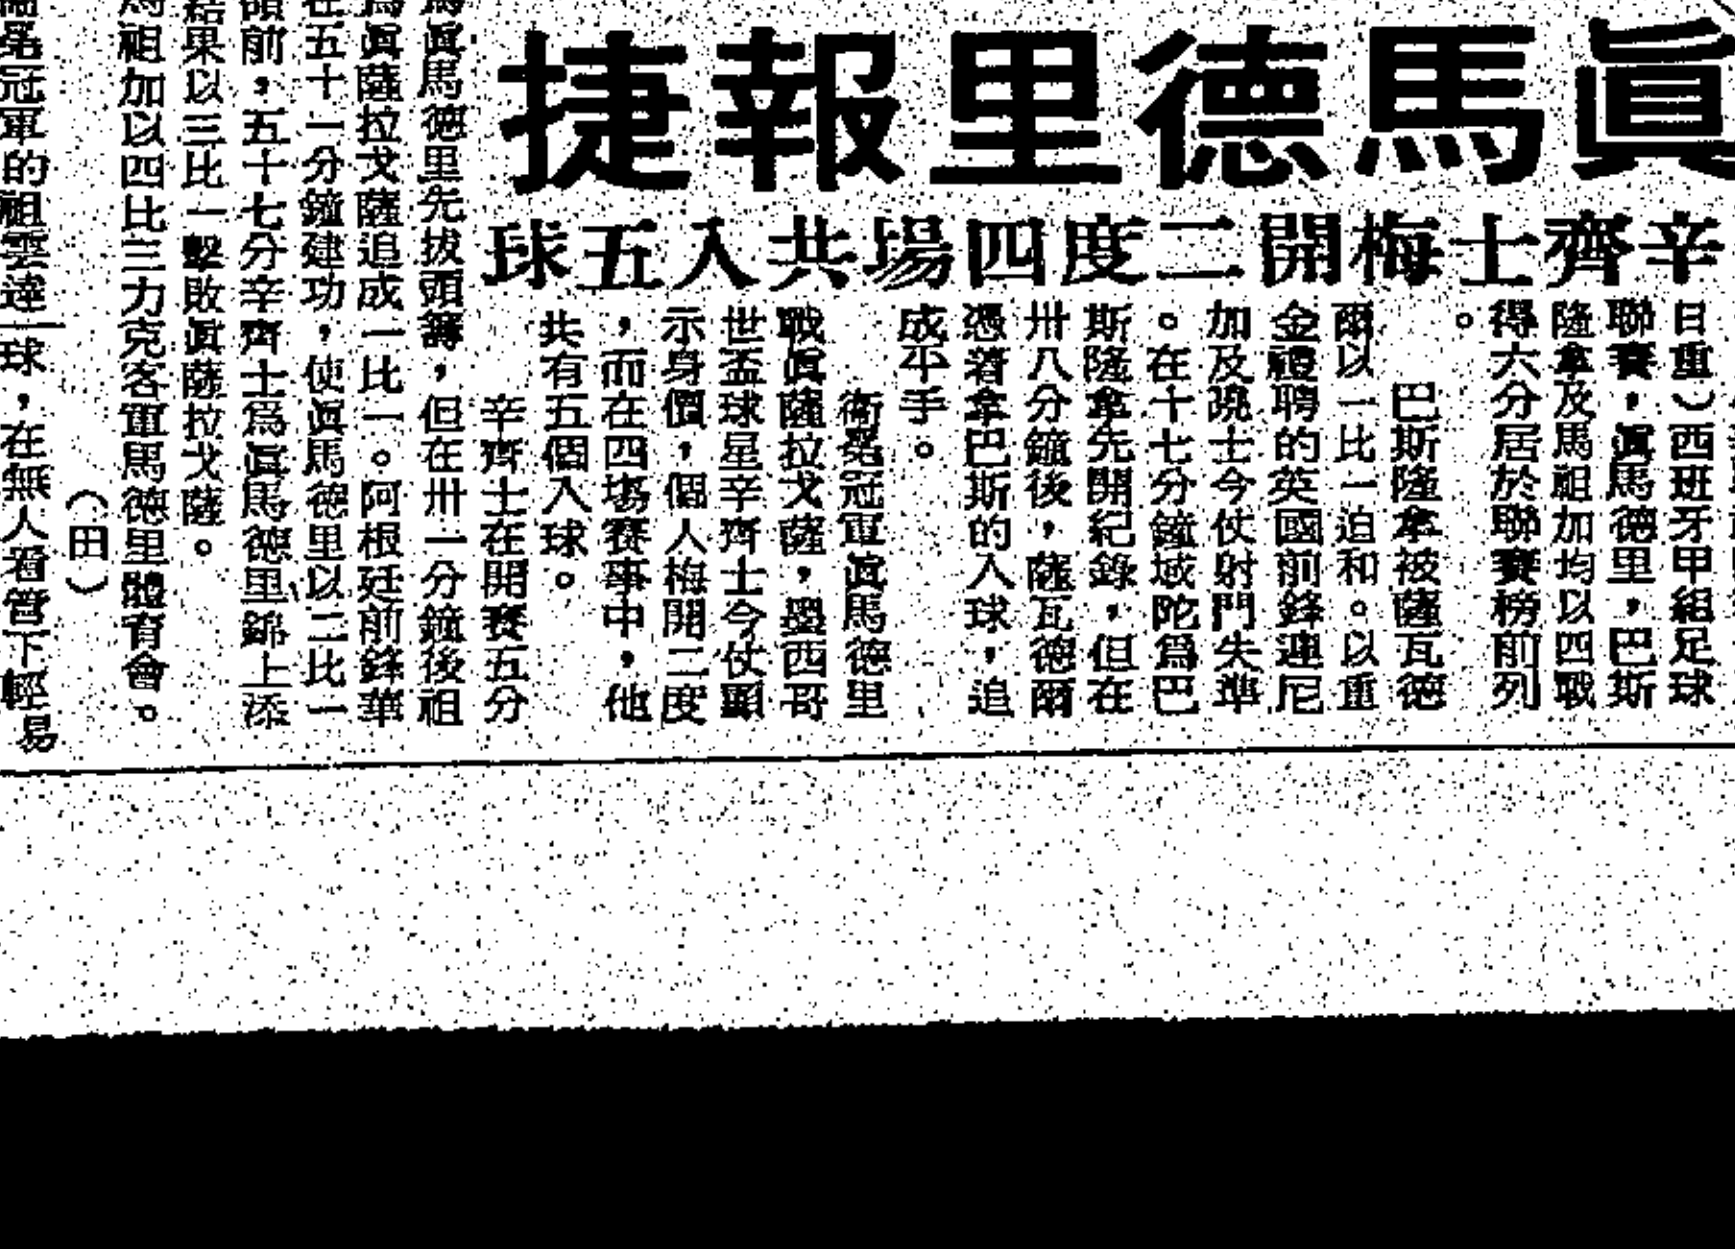 眞馬德里報捷
辛齊士梅開二度四場共入五球
日重）西班牙甲組足球
聯賽，眞馬德里，巴斯
隆拿及馬祖加均以四戰
得六分居於聯賽榜前列
。
巴斯隆拿被薩瓦德
爾以一比一迫和。以重
金禮聘的英國前鋒連尼
加及曉士今仗射門失準
。在十七分鐘域陀爲巴
斯隆拿先開紀錄，但在
卅八分鐘後，薩瓦德爾
憑着拿巴斯的入球，追
成平手。
衛冕冠軍眞馬德里
戰眞薩拉戈薩，墨西哥
世盃球星辛齊士今仗顯
示身價，個人梅開二度
，而在四場賽事中，他
共有五個入球。
辛齊士在開賽五分
爲眞馬德里先拔頭籌，但在卅一分鐘後祖
爲眞薩拉戈薩追成一比一。阿根廷前鋒華
在五十一分鐘建功，使眞馬德里以二比一
領前，五十七分辛齊士爲眞馬德里錦上添
結果以三比一擊敗眞薩拉戈薩。
馬祖加以四比三力克客軍馬德里體育會。
（田）
冕冠軍的祖雲達一球，在無人看管下輕易